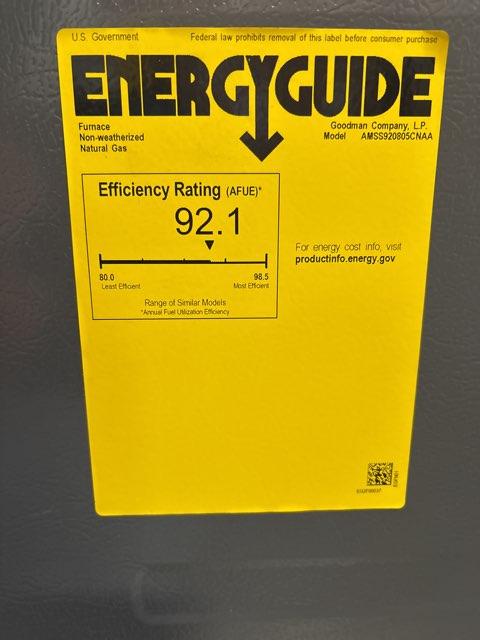 U.S. Government Federal law prohibits removal of this label before consumer purchase
ENERGYGUIDE
Furnace
Non-weatherized
Natural Gas
Goodman Company, L.P.
Model AMSS920805CNAA
Efficiency Rating (AFUE)*
92.1
80.0 98.5
Least Efficient Most Efficient
Range of Similar Models
*Annual Fuel Utilization Efficiency
For energy cost info, visit
productinfo.energy.gov